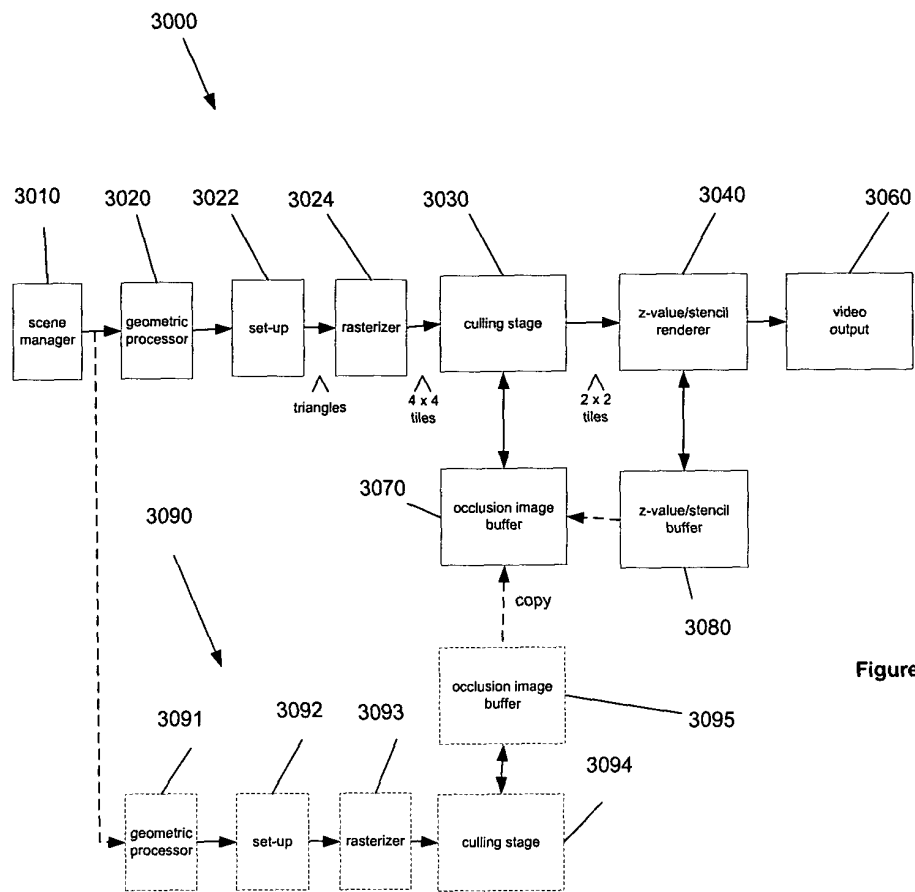 3000
3010
3020
3022
3024
3030
3040
3060
scene
manager
geometric
processor
set-up
rasterizer
culling stage
z-value/stencil
renderer
video
output
triangles
4 x 4
tiles
2 x 2
tiles
3070
occlusion image
buffer
z-value/stencil
buffer
3080
3090
copy
Figure
occlusion image
buffer
3095
3091
3092
3093
3094
geometric
processor
set-up
rasterizer
culling stage